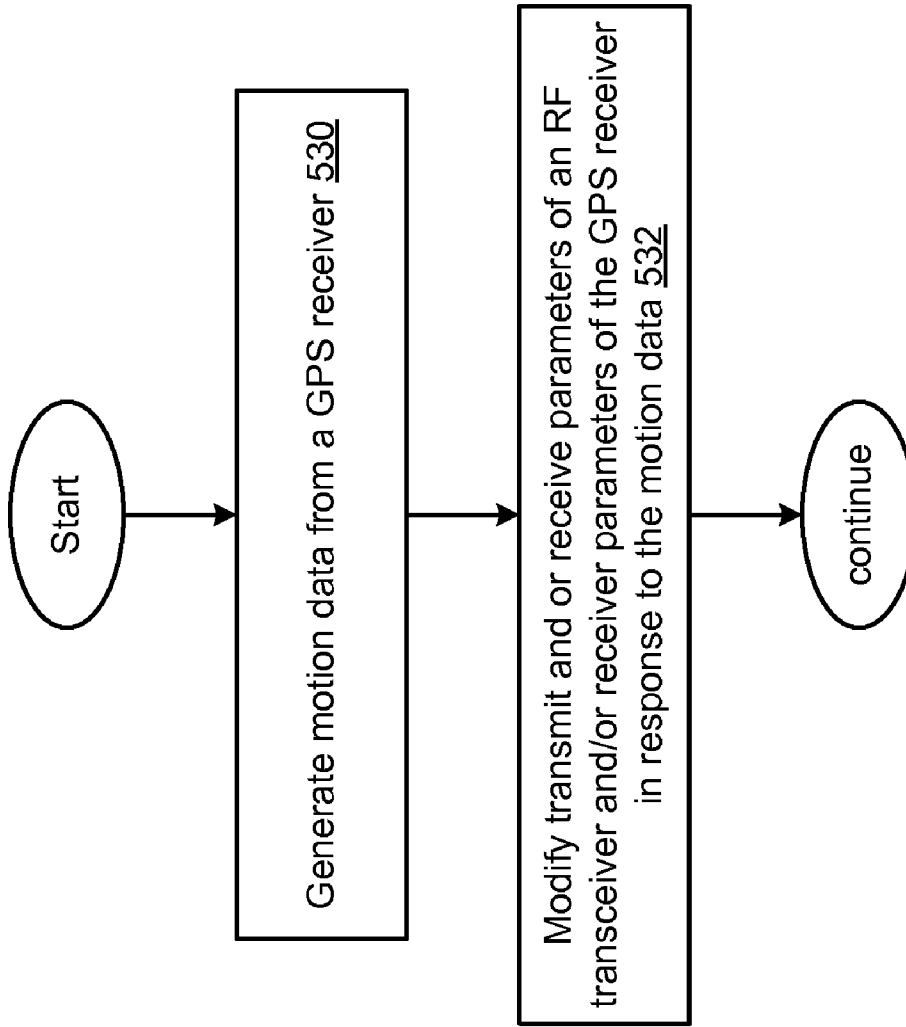 Start
Generate motion data from a GPS receiver 530
Modify transmit and or receive parameters of an RF
transceiver and/or receiver parameters of the GPS receiver
in response to the motion data 532
continue